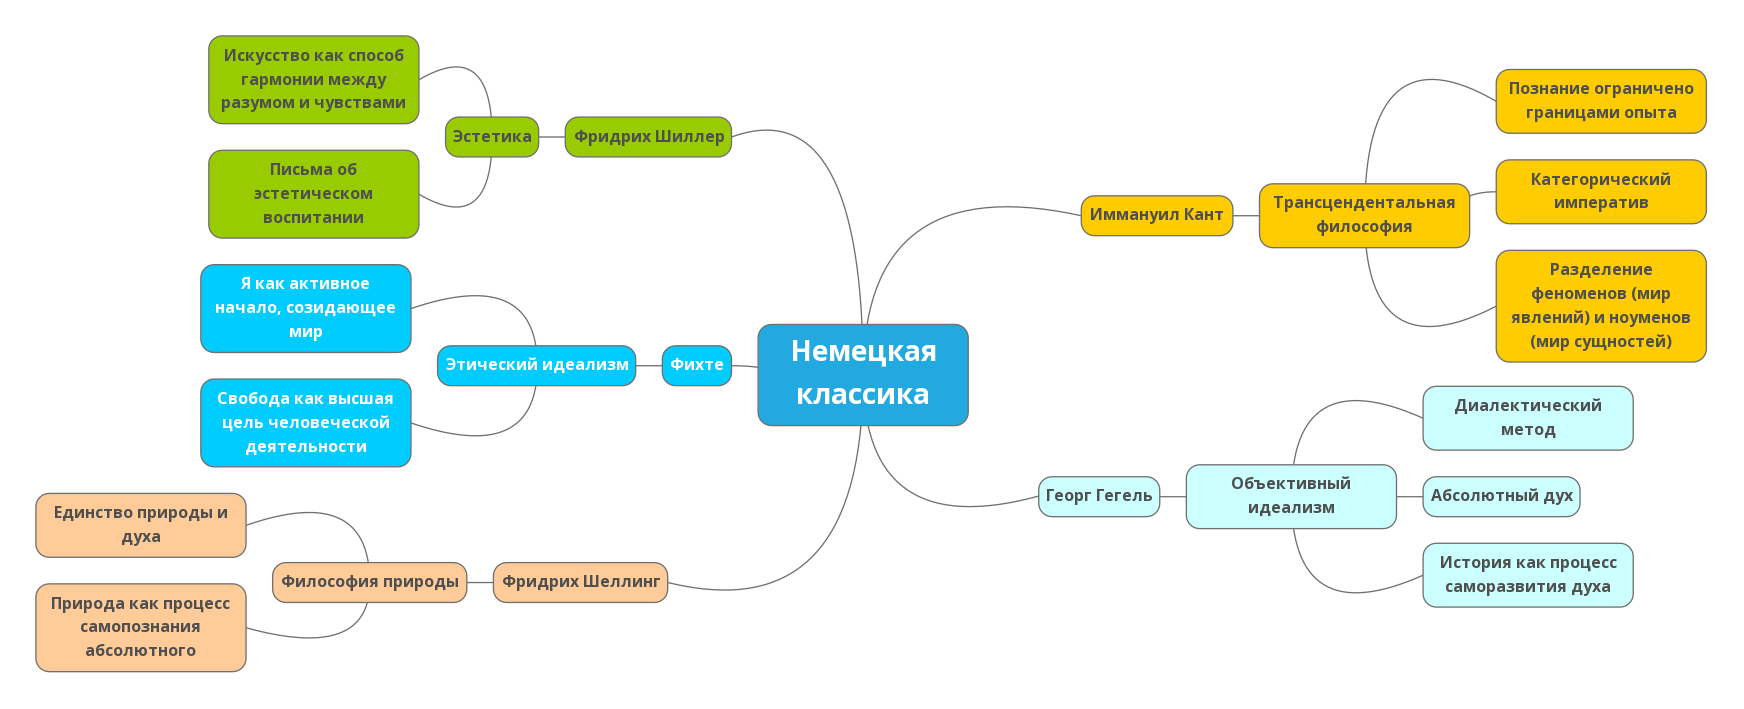 Немецкая
классика
Фридрих Шиллер
Эстетика
Искусство как способ
гармонии между
разумом и чувствами
Письма об
эстетическом
воспитании
Фихте
Этический идеализм
Я как активное
начало, созидающее
мир
Свобода как высшая
цель человеческой
деятельности
Фридрих Шеллинг
Философия природы
Единство природы и
духа
Природа как процесс
самопознания
абсолютного
Иммануил Кант
Трансцендентальная
философия
Познание ограничено
границами опыта
Категорический
императив
Разделение
феноменов (мир
явлений) и ноуменов
(мир сущностей)
Георг Гегель
Объективный
идеализм
Диалектический
метод
Абсолютный дух
История как процесс
саморазвития духа